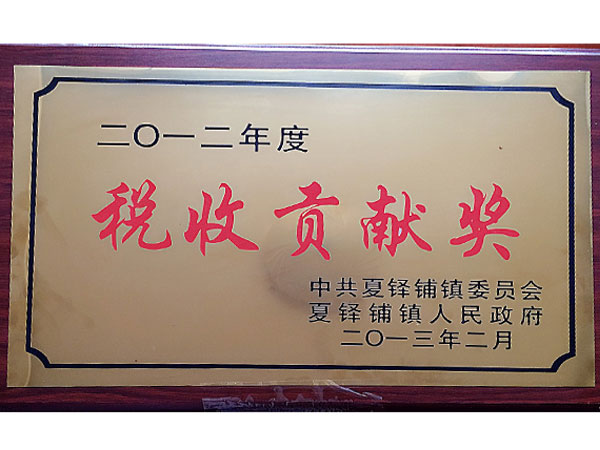 二〇一二年度
税收贡献奖
中共夏铎铺镇委员会
夏铎铺镇人民政府
二〇一三年二月